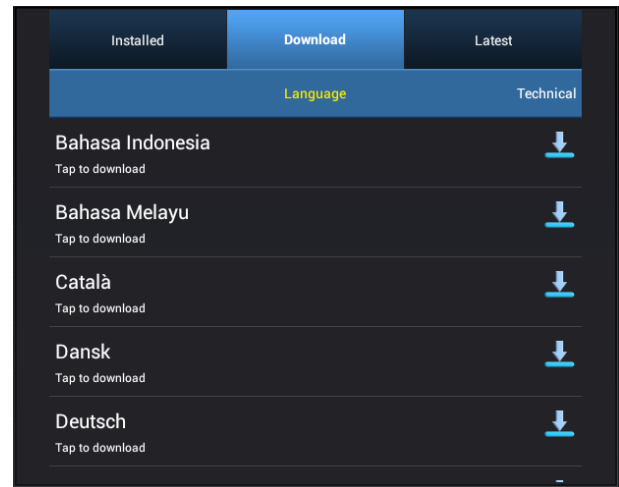 Installed Download Latest
Language Technical
Bahasa Indonesia
Tap to download
Bahasa Melayu
Tap to download
Català
Tap to download
Dansk
Tap to download
Deutsch
Tap to download